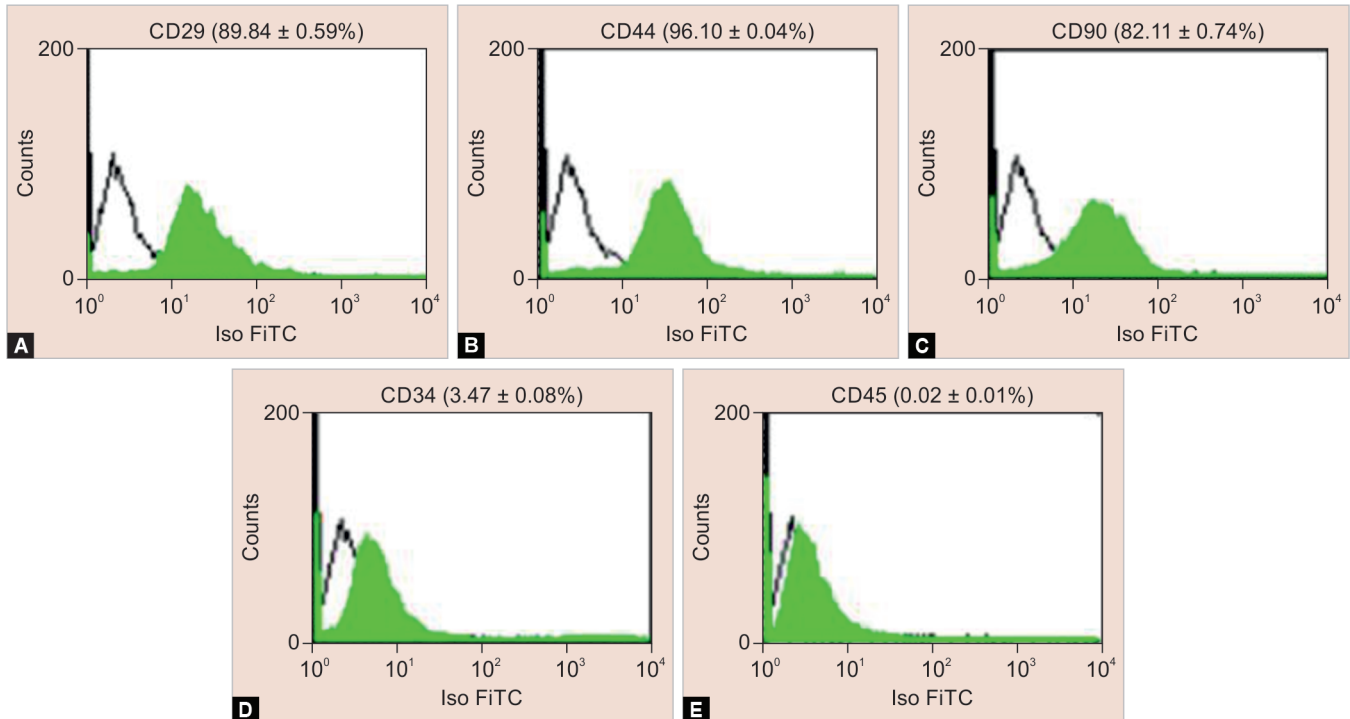 CD29 (89.84 ± 0.59%)
200
Counts
0
10⁰ 10¹ 10² 10³ 10⁴
Iso FiTC
A
CD44 (96.10 ± 0.04%)
200
Counts
0
10⁰ 10¹ 10² 10³ 10⁴
Iso FiTC
B
CD90 (82.11 ± 0.74%)
200
Counts
0
10⁰ 10¹ 10² 10³ 10⁴
Iso FiTC
C
CD34 (3.47 ± 0.08%)
200
Counts
0
10⁰ 10¹ 10² 10³ 10⁴
Iso FiTC
D
CD45 (0.02 ± 0.01%)
200
Counts
0
10⁰ 10¹ 10² 10³ 10⁴
Iso FiTC
E